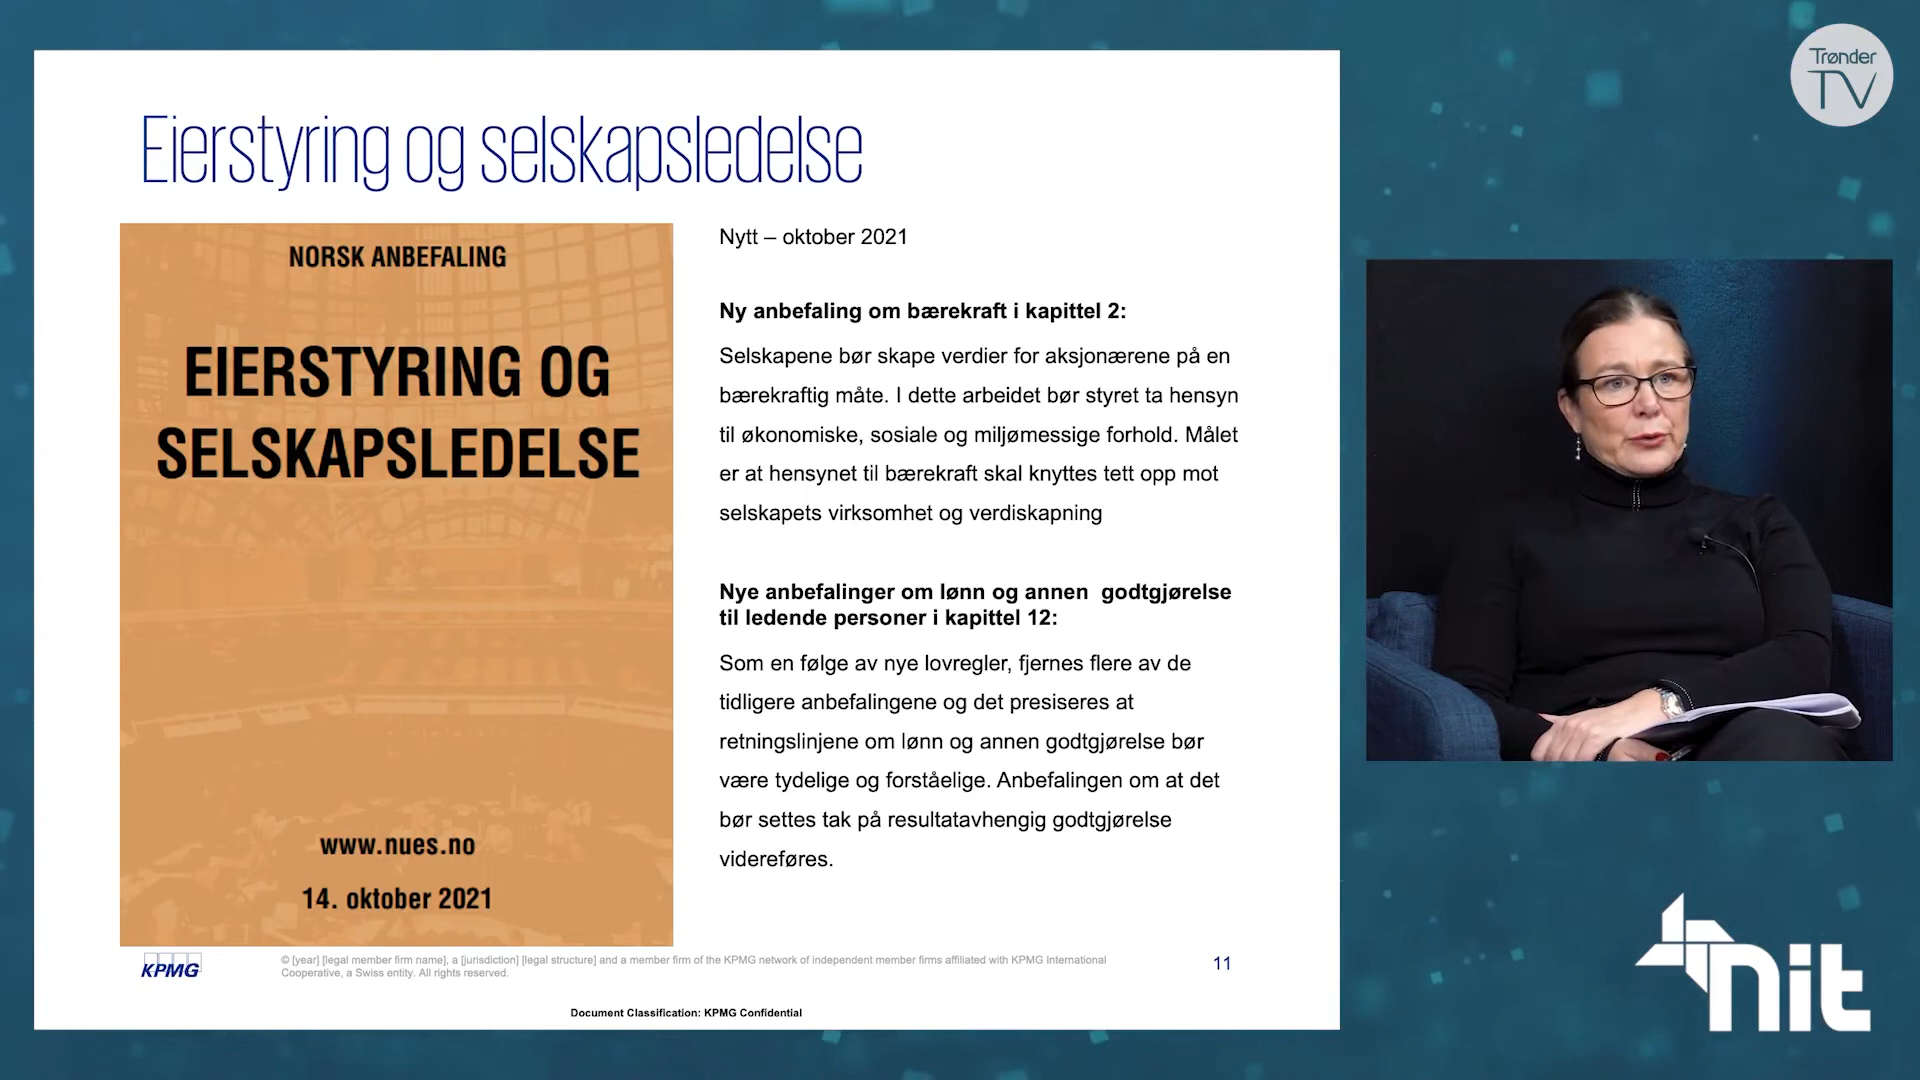 Trønder
TV
Eierstyring og selskapsledelse
NORSK ANBEFALING
EIERSTYRING OG
SELSKAPSLEDELSE
www.nues.no
14. oktober 2021
Nytt – oktober 2021
Ny anbefaling om bærekraft i kapittel 2:
Selskapene bør skape verdier for aksjonærene på en
bærekraftig måte. I dette arbeidet bør styret ta hensyn
til økonomiske, sosiale og miljømessige forhold. Målet
er at hensynet til bærekraft skal knyttes tett opp mot
selskapets virksomhet og verdiskapning
Nye anbefalinger om lønn og annen  godtgjørelse
til ledende personer i kapittel 12:
Som en følge av nye lovregler, fjernes flere av de
tidligere anbefalingene og det presiseres at
retningslinjene om lønn og annen godtgjørelse bør
være tydelige og forståelige. Anbefalingen om at det
bør settes tak på resultatavhengig godtgjørelse
videreføres.
KPMG
© [year] [legal member firm name], a [jurisdiction] [legal structure] and a member firm of the KPMG network of independent member firms affiliated with KPMG International
Cooperative, a Swiss entity. All rights reserved.
11
Document Classification: KPMG Confidential
nit